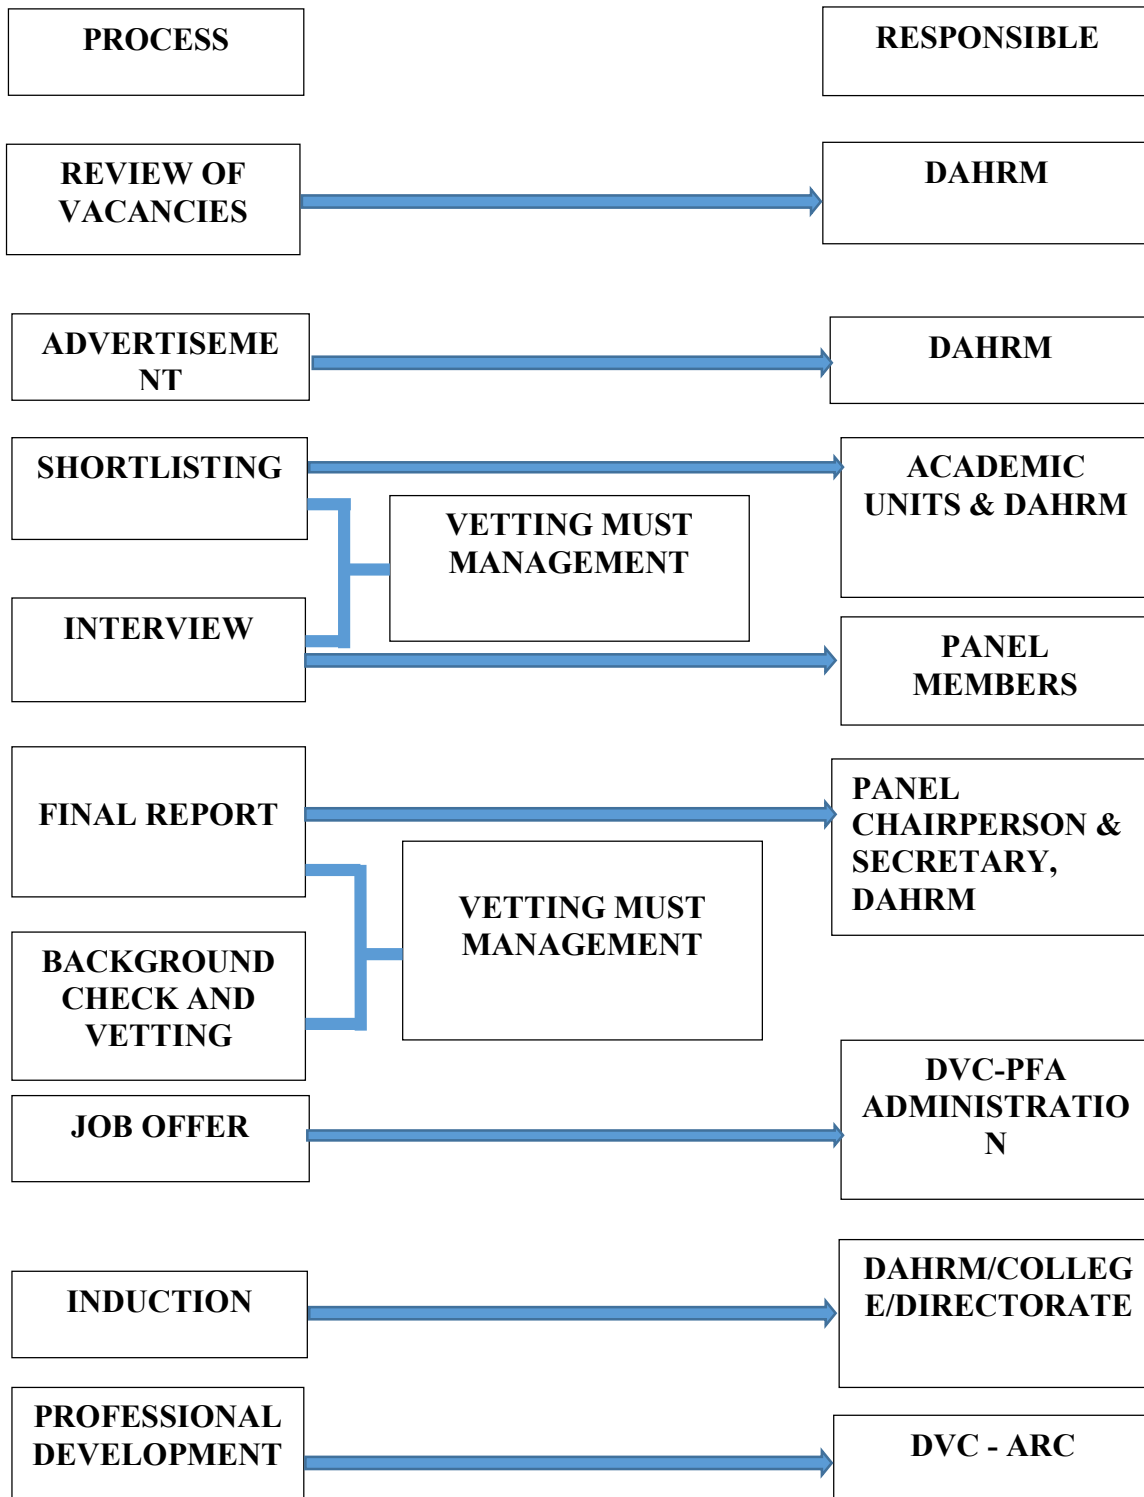 PROCESS
RESPONSIBLE
REVIEW OF
VACANCIES
DAHRM
ADVERTISEME
NT
DAHRM
SHORTLISTING
ACADEMIC
UNITS & DAHRM
VETTING MUST
MANAGEMENT
INTERVIEW
PANEL
MEMBERS
FINAL REPORT
PANEL
CHAIRPERSON &
SECRETARY,
DAHRM
VETTING MUST
MANAGEMENT
BACKGROUND
CHECK AND
VETTING
JOB OFFER
DVC-PFA
ADMINISTRATIO
N
INDUCTION
DAHRM/COLLEG
E/DIRECTORATE
PROFESSIONAL
DEVELOPMENT
DVC - ARC